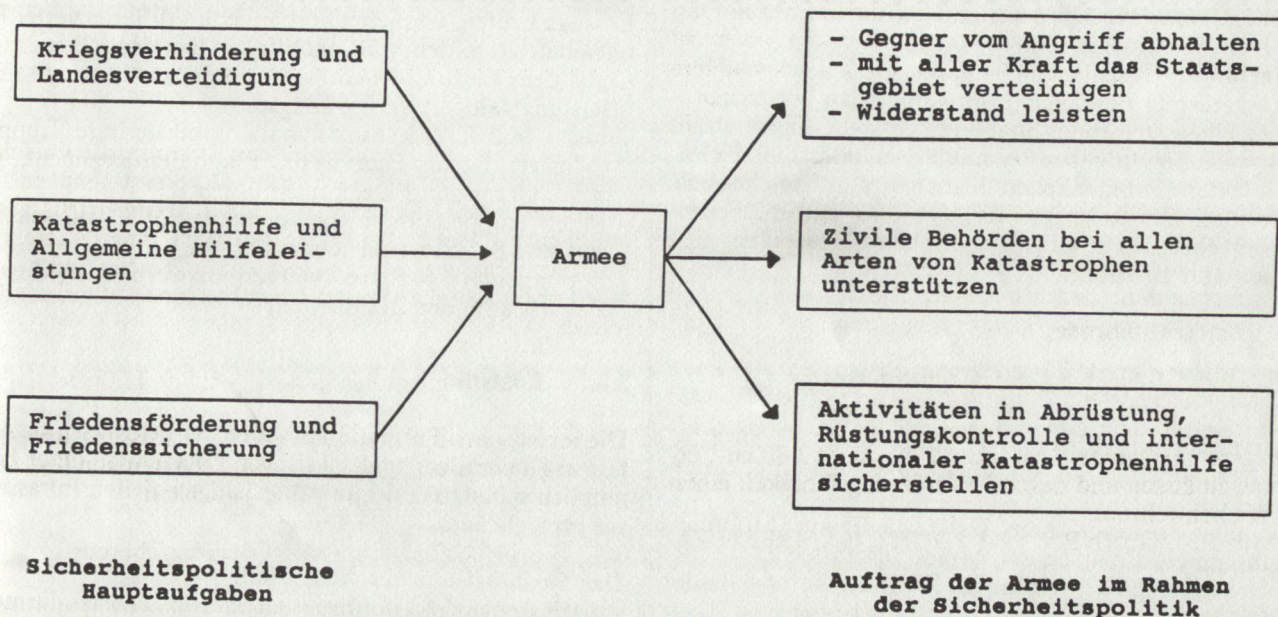 Kriegsverhinderung und
Landesverteidigung
Katastrophenhilfe und
Allgemeine Hilfelei-
stungen
Friedensförderung und
Friedenssicherung
Sicherheitspolitische
Hauptaufgaben
Armee
- Gegner vom Angriff abhalten
- mit aller Kraft das Staats-
gebiet verteidigen
- Widerstand leisten
Zivile Behörden bei allen
Arten von Katastrophen
unterstützen
Aktivitäten in Abrüstung,
Rüstungskontrolle und inter-
nationaler Katastrophenhilfe
sicherstellen
Auftrag der Armee im Rahmen
der Sicherheitspolitik